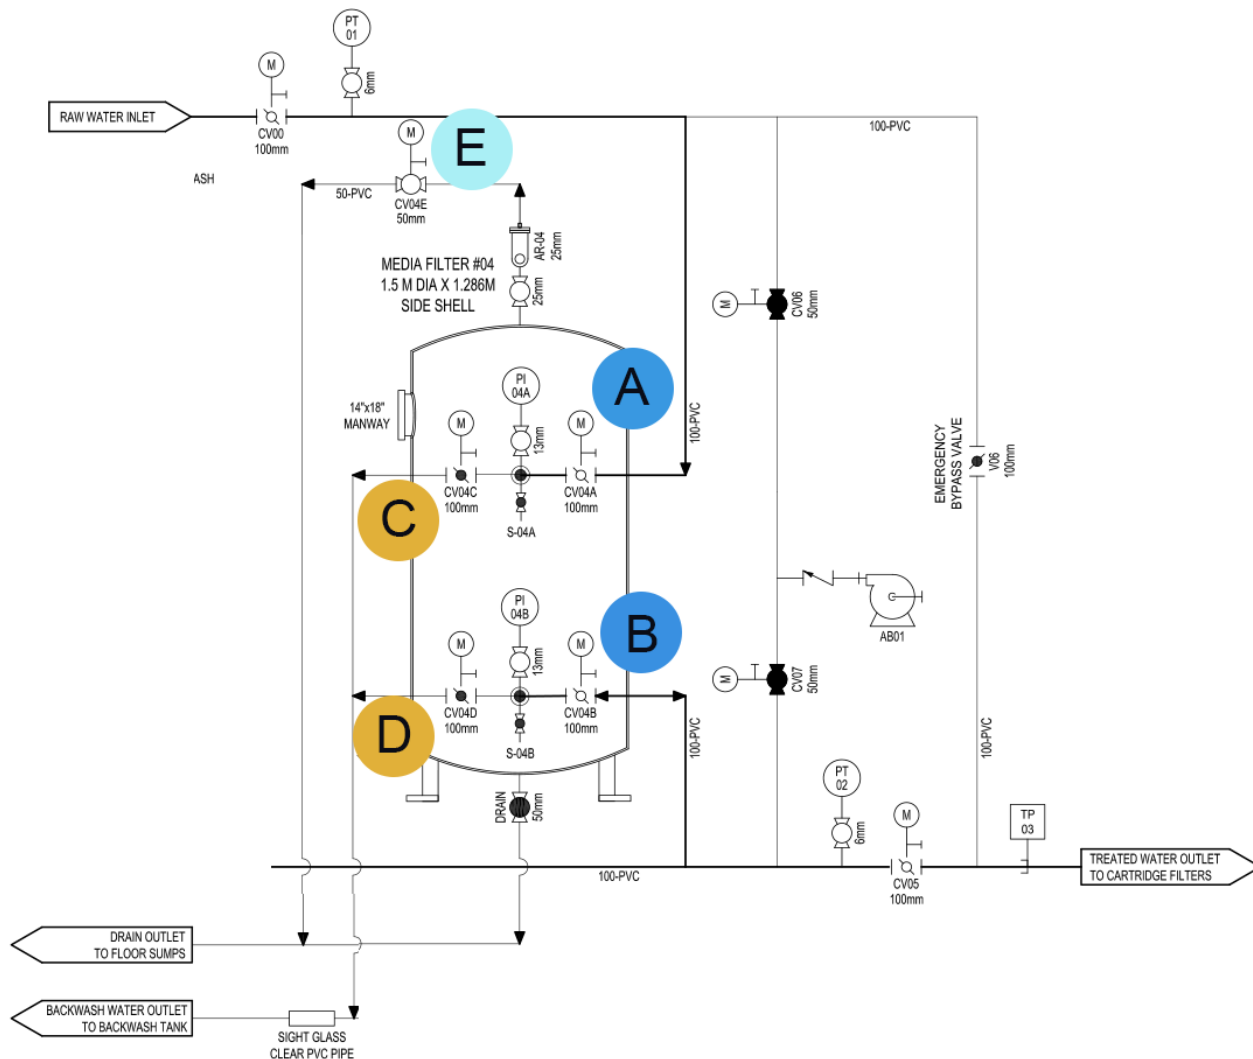 PT
01
6mm
M
RAW WATER INLET
CV00
100mm
ASH
M
E
50-PVC
CV04E
50mm
100-PVC
AR-04
25mm
MEDIA FILTER #04
1.5 M DIA X 1.286M
SIDE SHELL
25mm
M
CV06
50mm
A
PI
04A
14"x18"
MANWAY
M
13mm
M
100-PVC
CV04C
100mm
CV04A
100mm
EMERGENCY
BYPASS VALVE
V06
100mm
C
S-04A
PI
04B
G
AB01
B
M
13mm
M
M
CV07
50mm
CV04D
100mm
CV04B
100mm
D
S-04B
100-PVC
100-PVC
DRAIN
50mm
PT
02
6mm
M
TP
03
100-PVC
CV05
100mm
TREATED WATER OUTLET
TO CARTRIDGE FILTERS
DRAIN OUTLET
TO FLOOR SUMPS
BACKWASH WATER OUTLET
TO BACKWASH TANK
SIGHT GLASS
CLEAR PVC PIPE